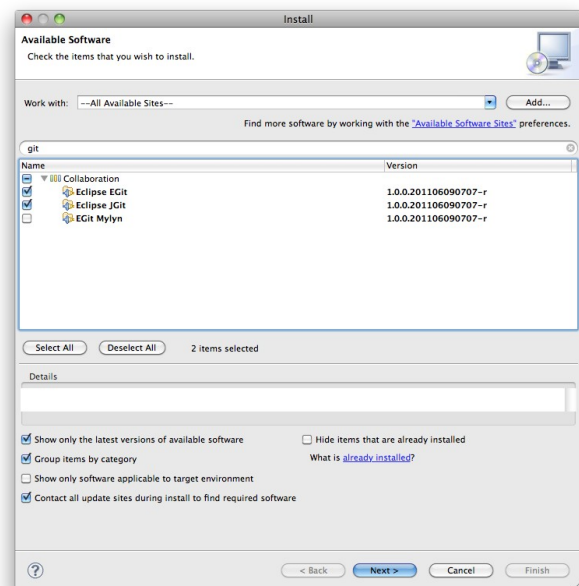 Install
Available Software
Check the items that you wish to install.
Work with: --All Available Sites-- Add...
Find more software by working with the "Available Software Sites" preferences.
git
Name Version
Collaboration
Eclipse EGit 1.0.0.201106090707-r
Eclipse JGit 1.0.0.201106090707-r
EGit Mylyn 1.0.0.201106090707-r
Select All Deselect All 2 items selected
Details
Show only the latest versions of available software Hide items that are already installed
Group items by category What is already installed?
Show only software applicable to target environment
Contact all update sites during install to find required software
? < Back Next > Cancel Finish